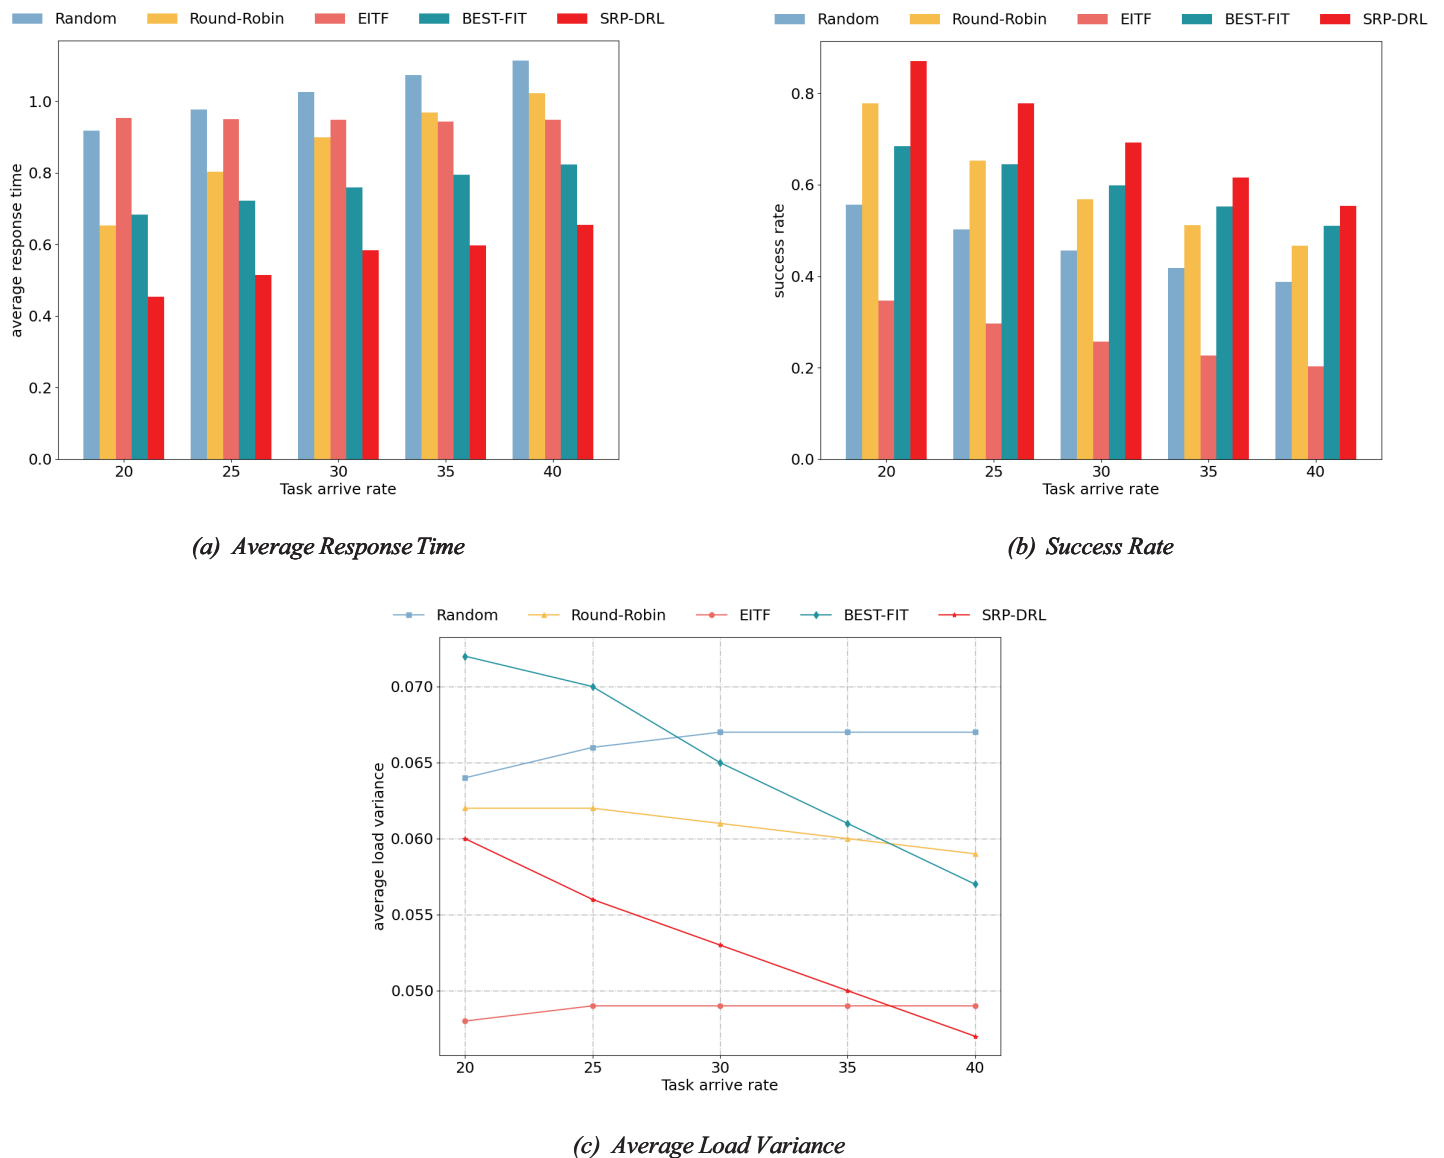 Random Round-Robin EITF BEST-FIT SRP-DRL
average response time
1.0
0.8
0.6
0.4
0.2
0.0
20 25 30 35 40
Task arrive rate
(a) Average Response Time
Random Round-Robin EITF BEST-FIT SRP-DRL
success rate
0.8
0.6
0.4
0.2
0.0
20 25 30 35 40
Task arrive rate
(b) Success Rate
Random Round-Robin EITF BEST-FIT SRP-DRL
average load variance
0.070
0.065
0.060
0.055
0.050
20 25 30 35 40
Task arrive rate
(c) Average Load Variance